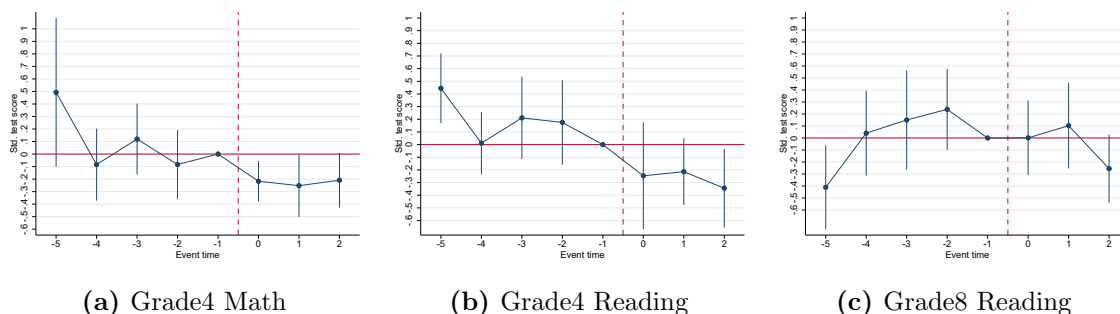 Std. test score
-.6 -.5 -.4 -.3 -.2 -.1 0 .1 .2 .3 .4 .5 .6 .7 .8 .9 1
-5 -4 -3 -2 -1 0 1 2
Event time
(a) Grade4 Math
Std. test score
-.6 -.5 -.4 -.3 -.2 -.1 0 .1 .2 .3 .4 .5 .6 .7 .8 .9 1
-5 -4 -3 -2 -1 0 1 2
Event time
(b) Grade4 Reading
Std. test score
-.6 -.5 -.4 -.3 -.2 -.1 0 .1 .2 .3 .4 .5 .6 .7 .8 .9 1
-5 -4 -3 -2 -1 0 1 2
Event time
(c) Grade8 Reading